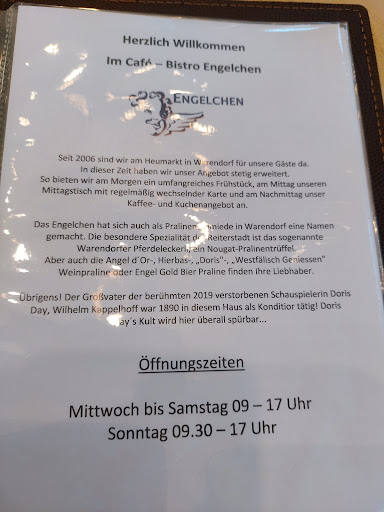 Herzlich Willkommen
Im Café – Bistro Engelchen
ENGELCHEN
Seit 2006 sind wir am Heumarkt in Warendorf für unsere Gäste da.
In dieser Zeit haben wir unser Angebot stetig erweitert.
So bieten wir am Morgen ein umfangreiches Frühstück, am Mittag unseren
Mittagstisch mit regelmäßig wechselnder Karte und am Nachmittag unser
Kaffee- und Kuchenangebot an.
Das Engelchen hat sich auch als Pralinenschmiede in Warendorf eine Namen
gemacht. Die besondere Spezialität der Reiterstadt ist das sogenannte
Warendorfer Pferdeleckerli, ein Nougat-Pralinentrüffel.
Aber auch die Angel d´Or-, Hierbas-, „Doris"-, „Westfälisch Geniessen"
Weinpraline oder Engel Gold Bier Praline finden ihre Liebhaber.
Übrigens! Der Großvater der berühmten 2019 verstorbenen Schauspielerin Doris
Day, Wilhelm Kappelhoff war 1890 in diesem Haus als Konditior tätig! Doris
Day´s Kult wird hier überall spürbar...
Öffnungszeiten
Mittwoch bis Samstag 09 – 17 Uhr
Sonntag 09.30 – 17 Uhr